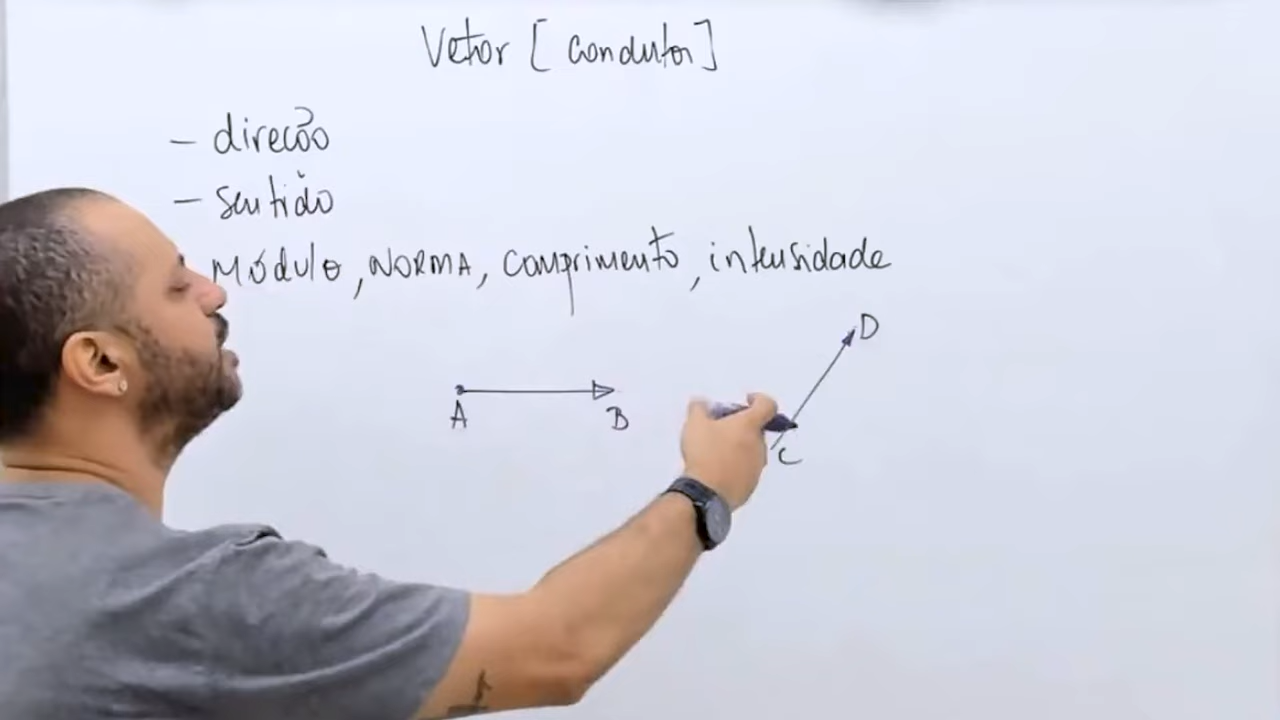 Vetor [condutor]
- direção
- sentido
módulo, NORMA, comprimento, intensidade
D
A B
C